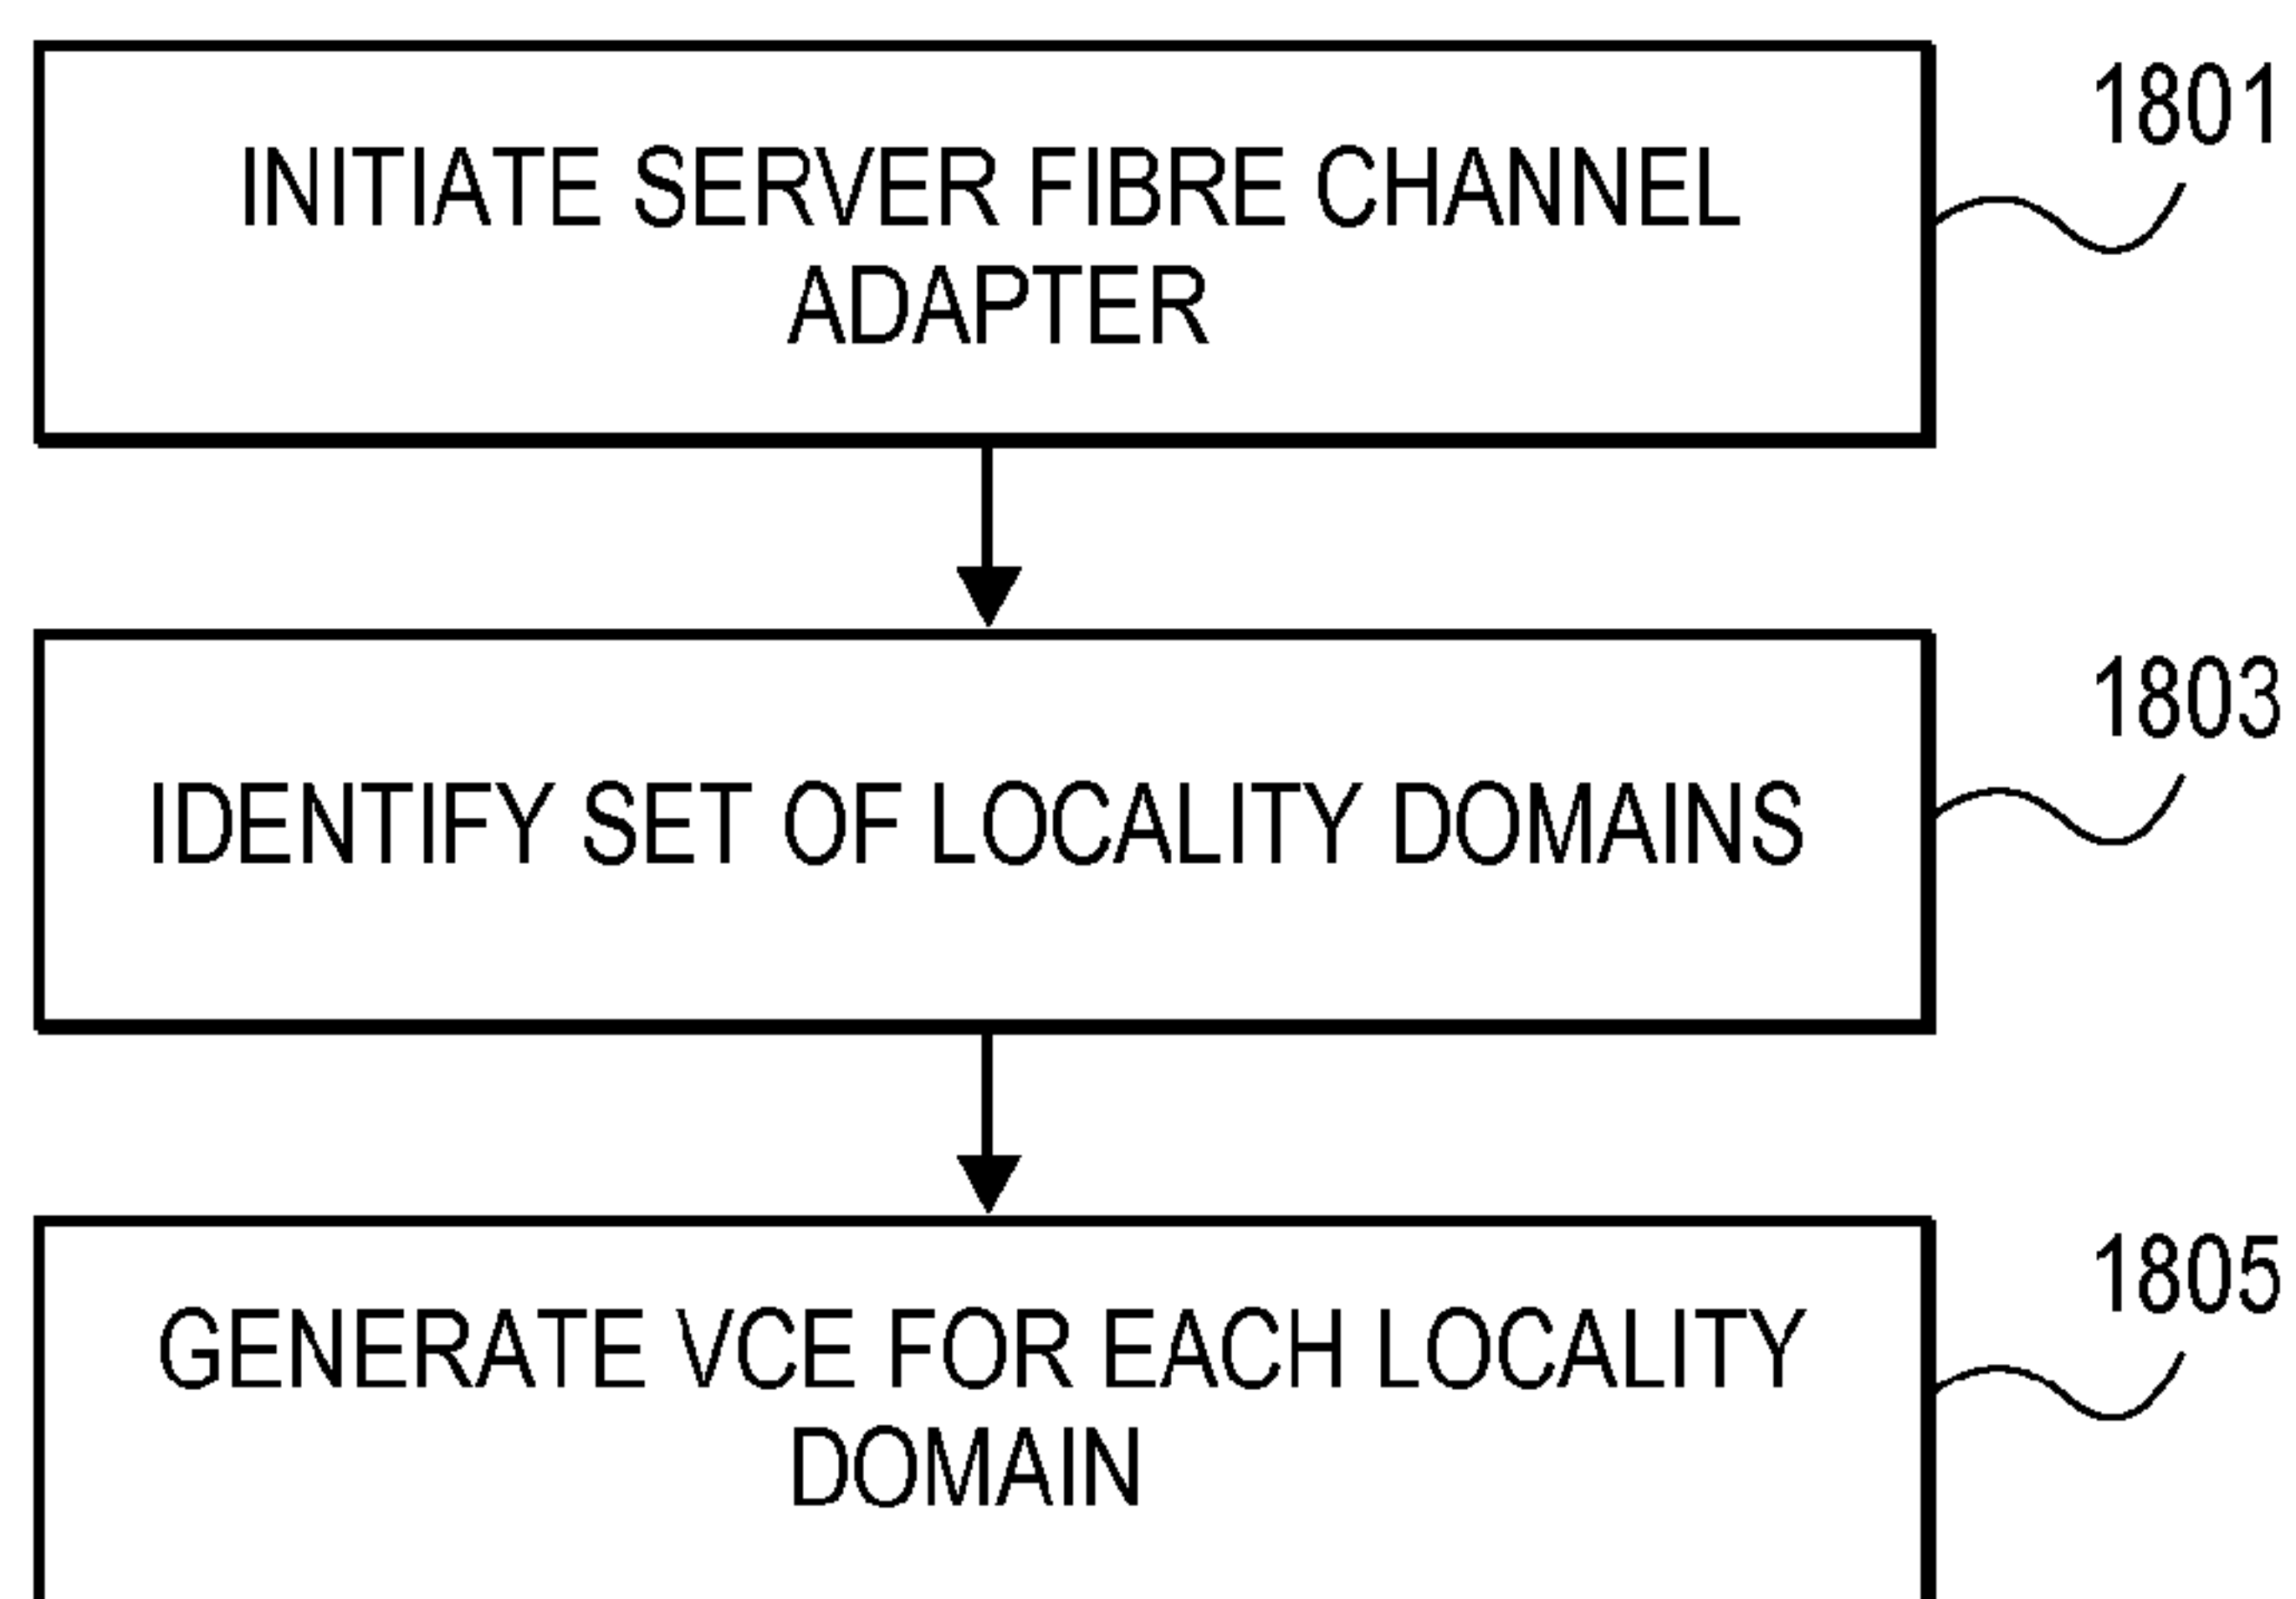 1801
INITIATE SERVER FIBRE CHANNEL
ADAPTER
1803
IDENTIFY SET OF LOCALITY DOMAINS
1805
GENERATE VCE FOR EACH LOCALITY
DOMAIN